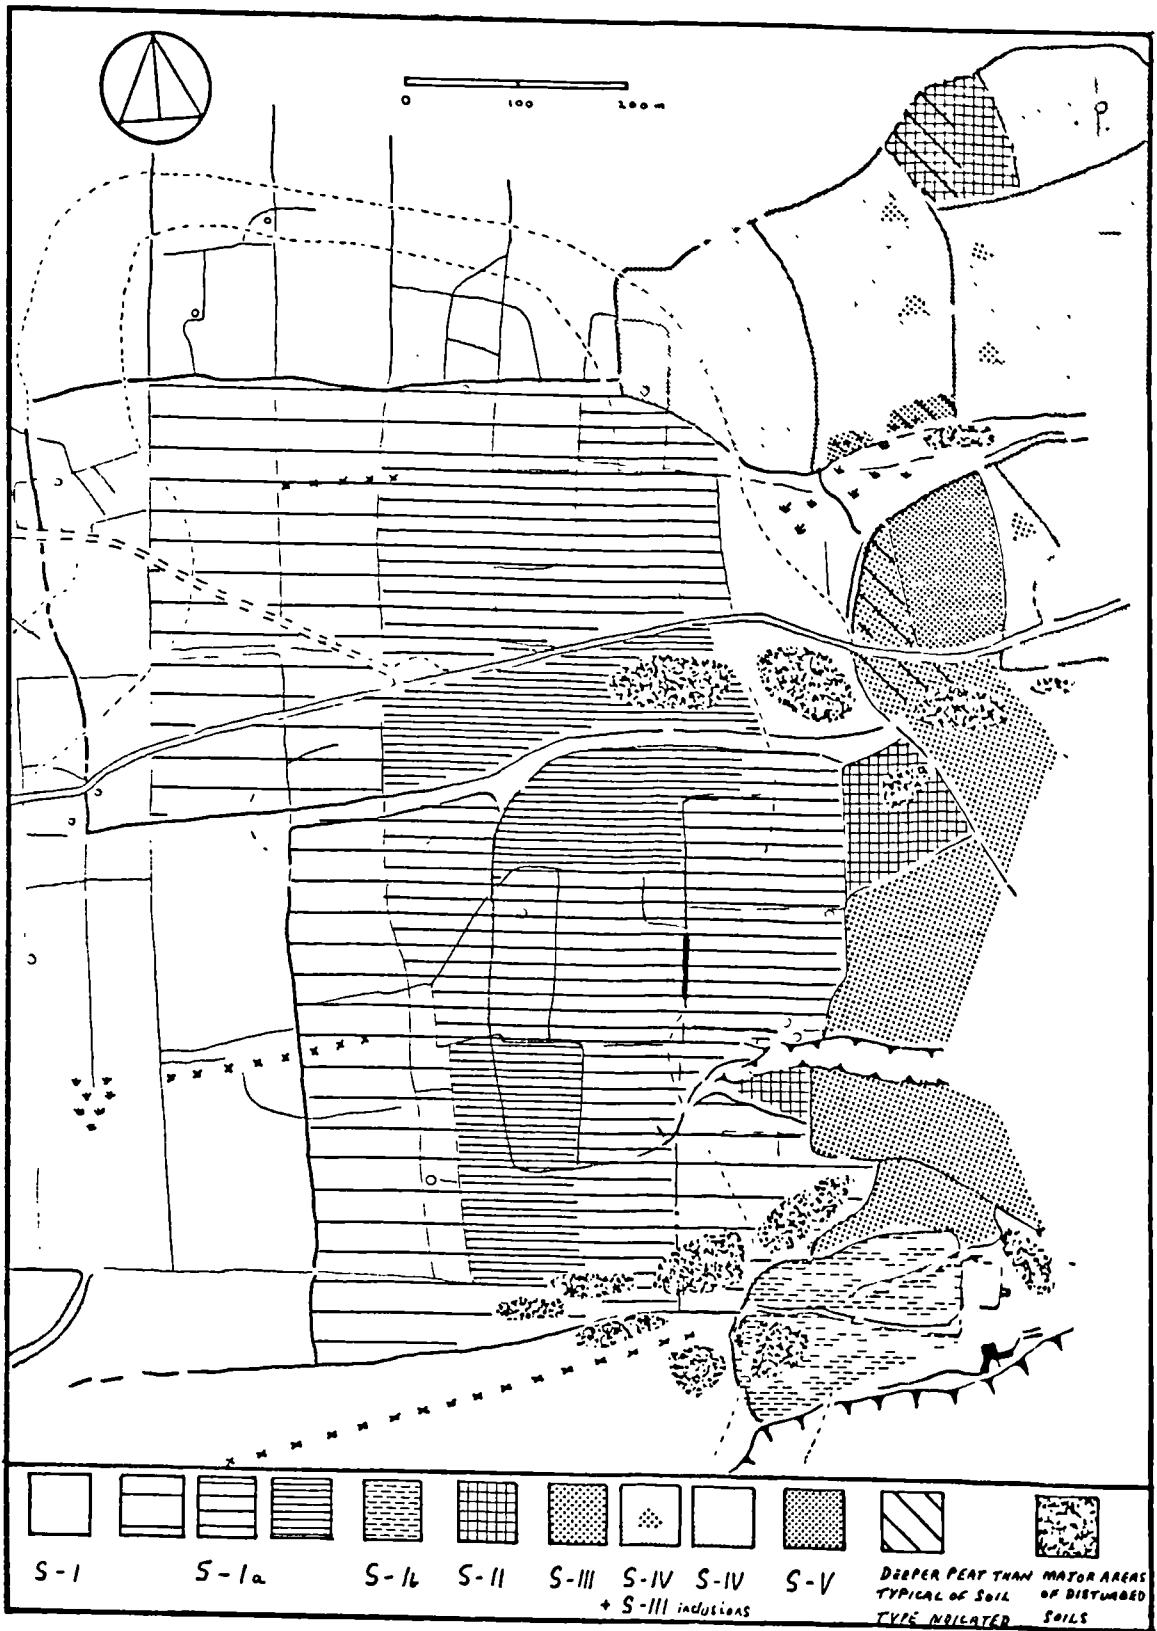 0 100 200 m
S-I S-Ia S-Ib S-II S-III S-IV S-IV S-V
+ S-III inclusions
DEEPER PEAT THAN
TYPICAL OF SOIL
TYPE INDICATED
MAJOR AREAS
OF DISTURBED
SOILS